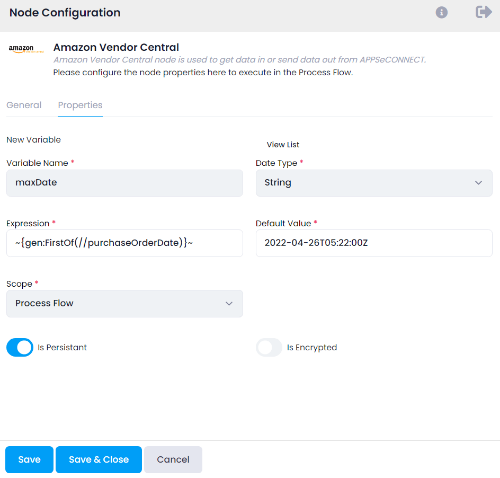 Node Configuration
amazon
Amazon Vendor Central
Amazon Vendor Central node is used to get data in or send data out from APPSeCONNECT.
Please configure the node properties here to execute in the Process Flow.
General Properties
New Variable View List
Variable Name * Date Type *
maxDate String
Expression * Default Value *
~{gen:FirstOf(//purchaseOrderDate)}~ 2022-04-26T05:22:00Z
Scope *
Process Flow
Is Persistant Is Encrypted
Save Save & Close Cancel